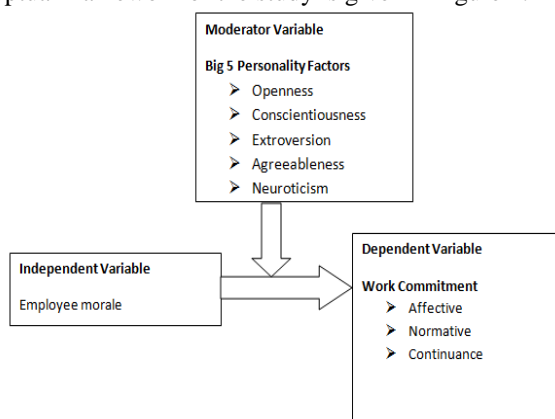 Moderator Variable
Big 5 Personality Factors
➢ Openness
➢ Conscientiousness
➢ Extroversion
➢ Agreeableness
➢ Neuroticism
Independent Variable
Employee morale
Dependent Variable
Work Commitment
➢ Affective
➢ Normative
➢ Continuance